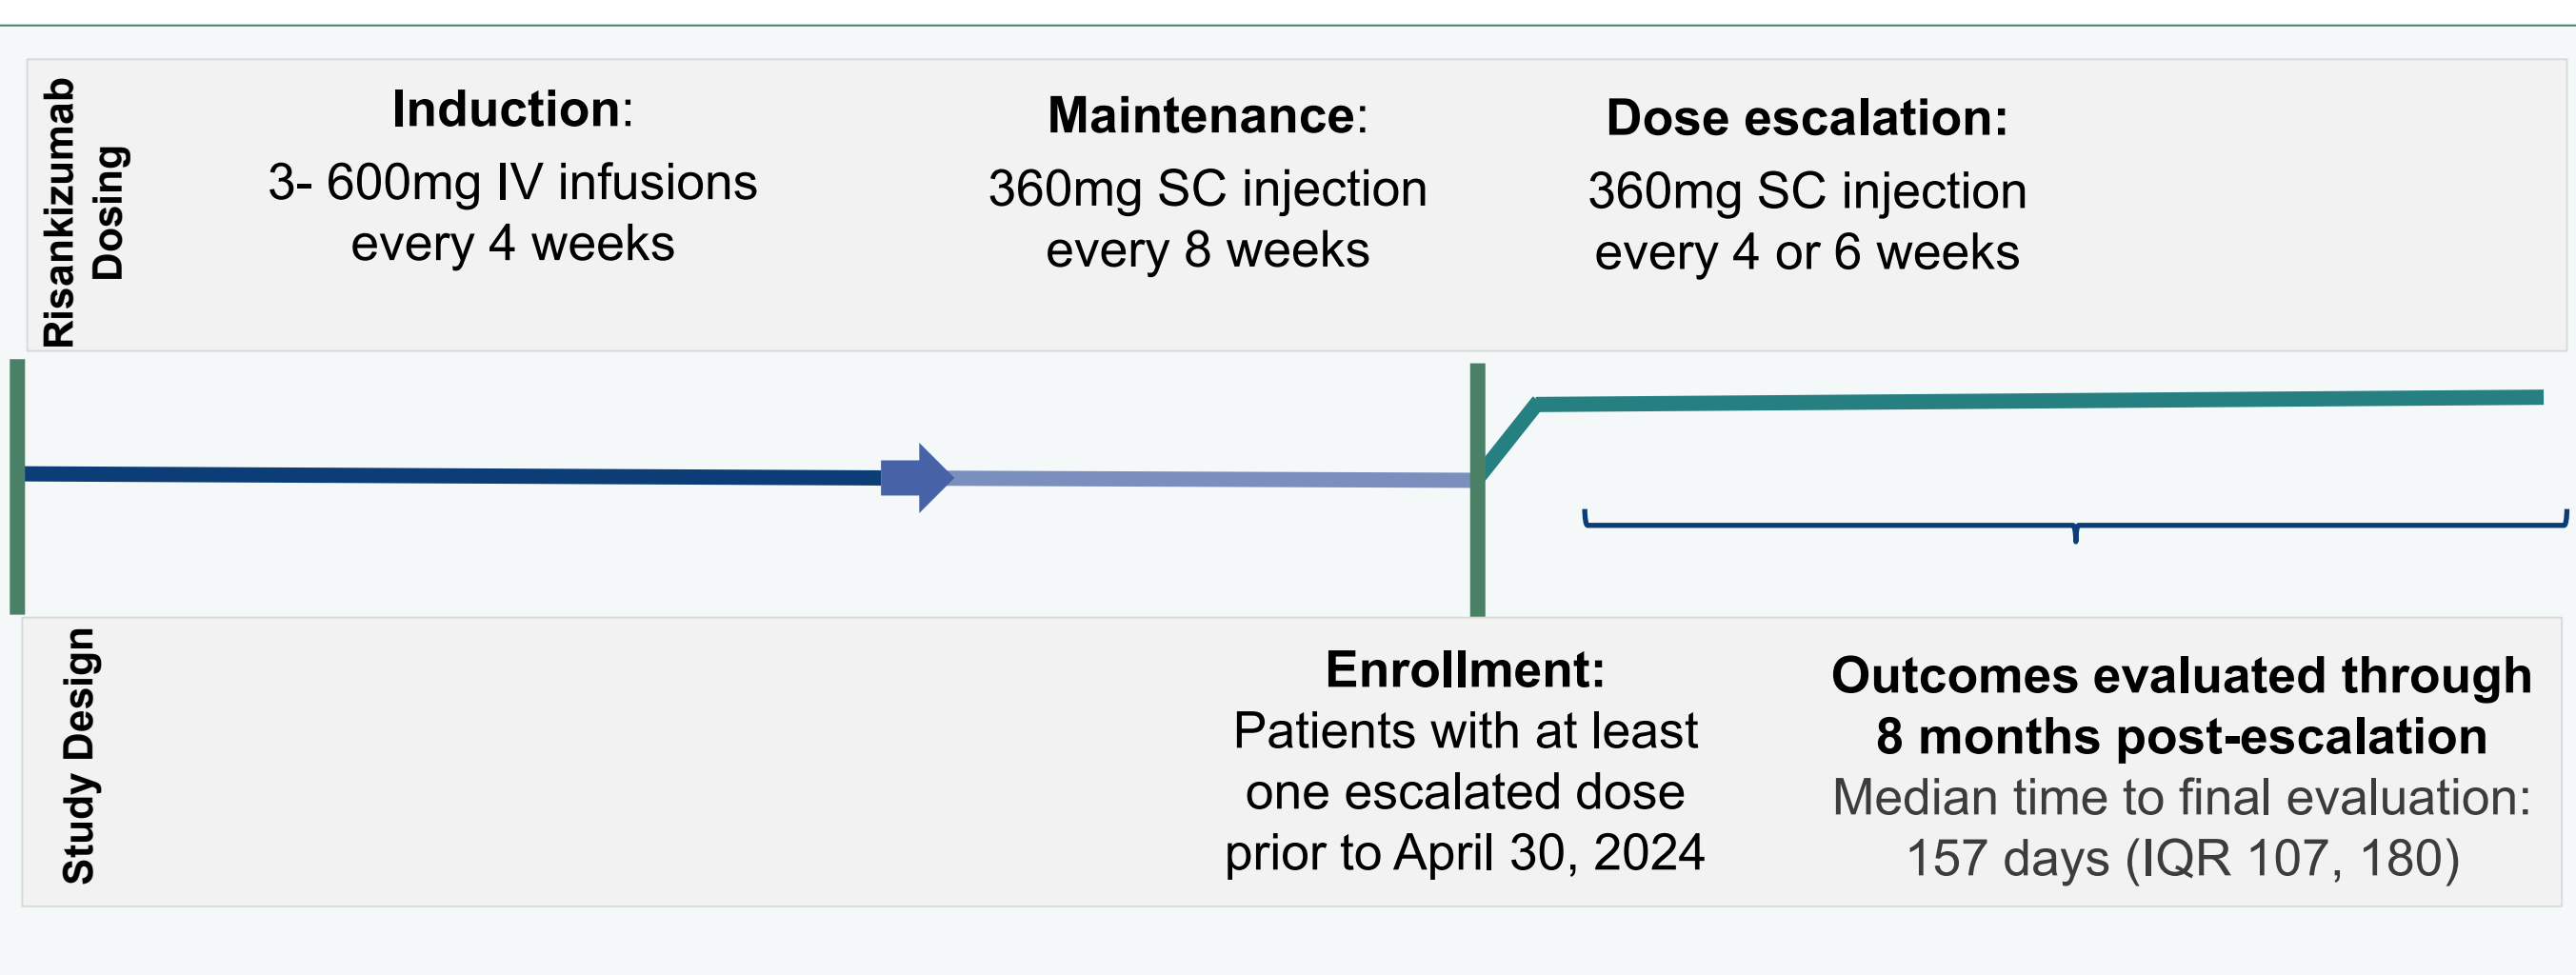 Risankizumab
Dosing
Induction:
3- 600mg IV infusions
every 4 weeks
Maintenance:
360mg SC injection
every 8 weeks
Dose escalation:
360mg SC injection
every 4 or 6 weeks
Study Design
Enrollment:
Patients with at least
one escalated dose
prior to April 30, 2024
Outcomes evaluated through
8 months post-escalation
Median time to final evaluation:
157 days (IQR 107, 180)